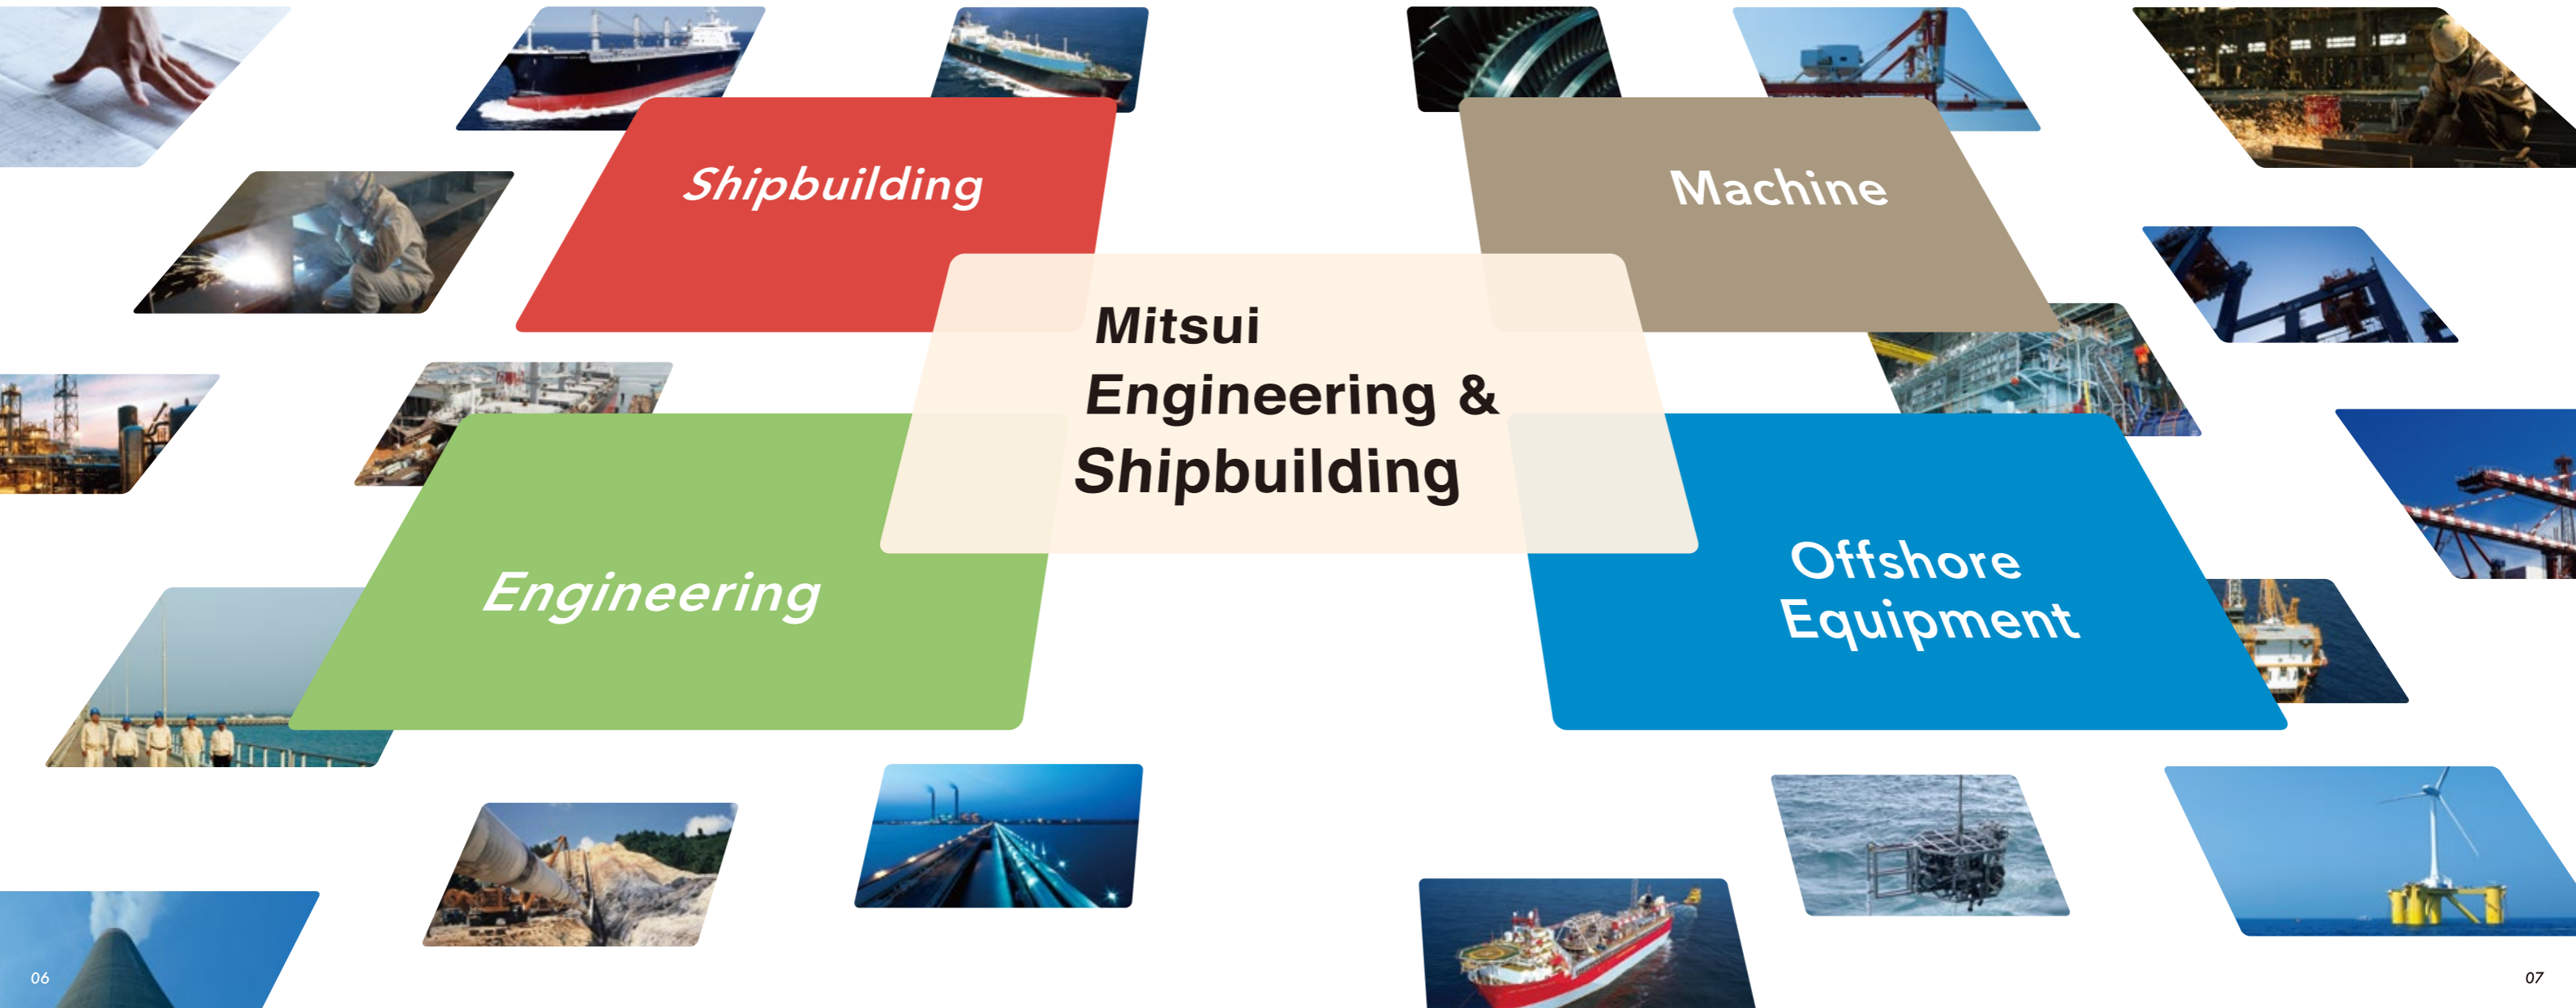 Shipbuilding
Machine
Mitsui
Engineering &
Shipbuilding
Engineering
Offshore
Equipment
06
07